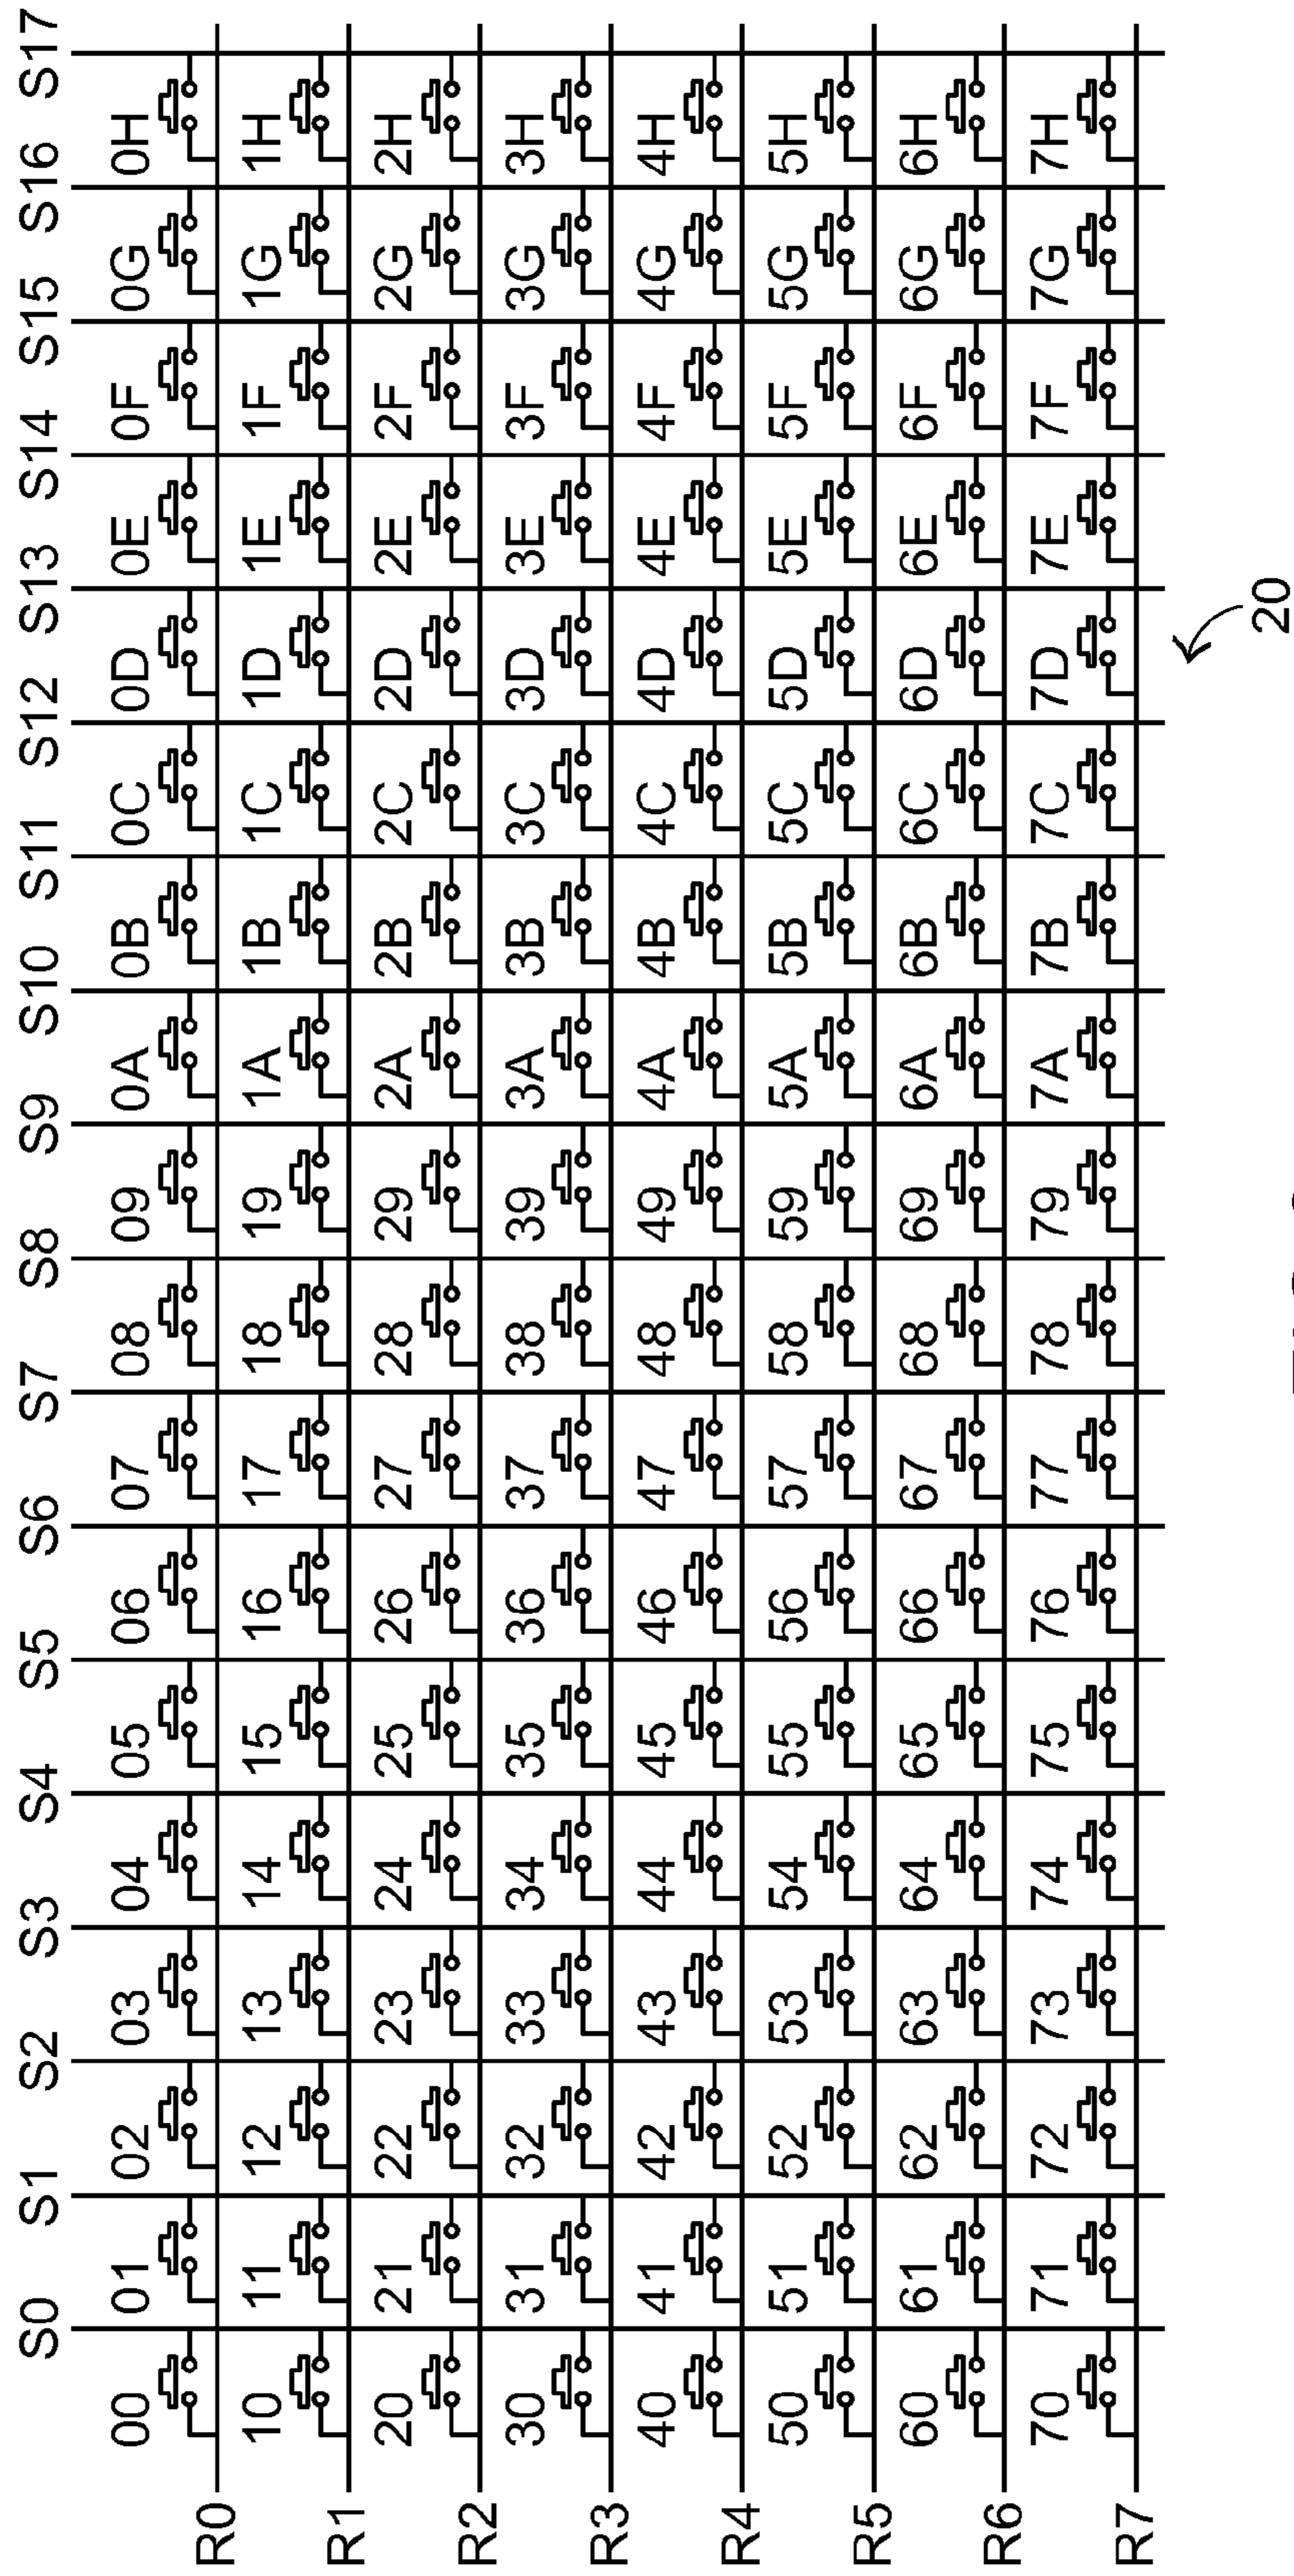 S0 S1 S2 S3 S4 S5 S6 S7 S8 S9 S10 S11 S12 S13 S14 S15 S16 S17
00 01 02 03 04 05 06 07 08 09 0A 0B 0C 0D 0E 0F 0G 0H
R0
10 11 12 13 14 15 16 17 18 19 1A 1B 1C 1D 1E 1F 1G 1H
R1
20 21 22 23 24 25 26 27 28 29 2A 2B 2C 2D 2E 2F 2G 2H
R2
30 31 32 33 34 35 36 37 38 39 3A 3B 3C 3D 3E 3F 3G 3H
R3
40 41 42 43 44 45 46 47 48 49 4A 4B 4C 4D 4E 4F 4G 4H
R4
50 51 52 53 54 55 56 57 58 59 5A 5B 5C 5D 5E 5F 5G 5H
R5
60 61 62 63 64 65 66 67 68 69 6A 6B 6C 6D 6E 6F 6G 6H
R6
70 71 72 73 74 75 76 77 78 79 7A 7B 7C 7D 7E 7F 7G 7H
R7
20